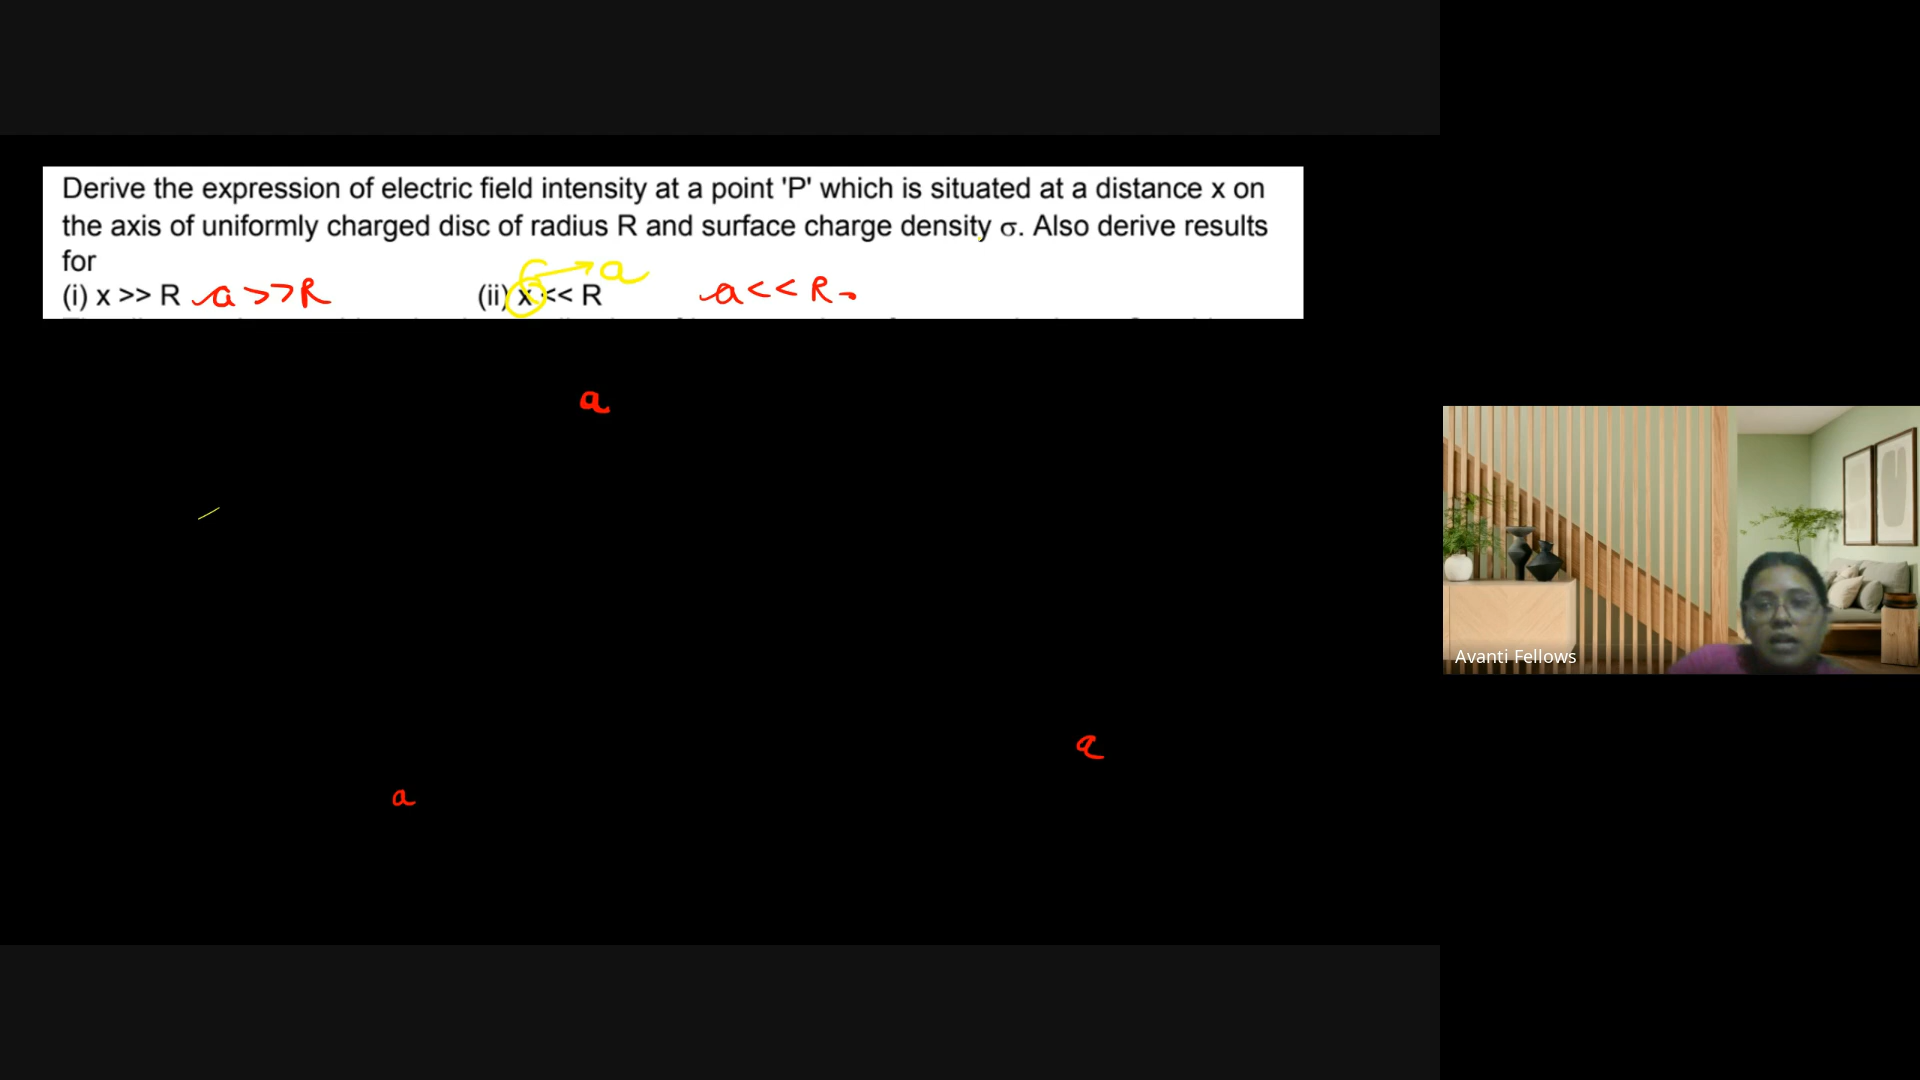 Derive the expression of electric field intensity at a point 'P' which is situated at a distance x on
the axis of uniformly charged disc of radius R and surface charge density σ. Also derive results
for
a
(i) x >> R a >> R (ii) x << R a << R
a
a
a
Avanti Fellows